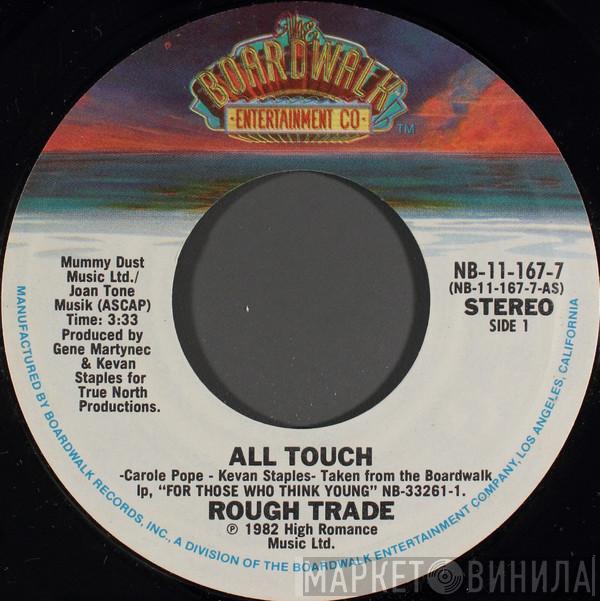 The
BOARDWALK
ENTERTAINMENT CO
TM
Mummy Dust
Music Ltd./
Joan Tone
Musik (ASCAP)
Time: 3:33
Produced by
Gene Martynec
& Kevan
Staples for
True North
Productions.
NB-11-167-7
(NB-11-167-7-AS)
STEREO
SIDE 1
ALL TOUCH
-Carole Pope - Kevan Staples- Taken from the Boardwalk
lp, "FOR THOSE WHO THINK YOUNG" NB-33261-1.
ROUGH TRADE
℗ 1982 High Romance
Music Ltd.
MANUFACTURED BY BOARDWALK RECORDS, INC., A DIVISION OF THE BOARDWALK ENTERTAINMENT COMPANY, LOS ANGELES, CALIFORNIA
МАРКЕТ ВИНИЛА